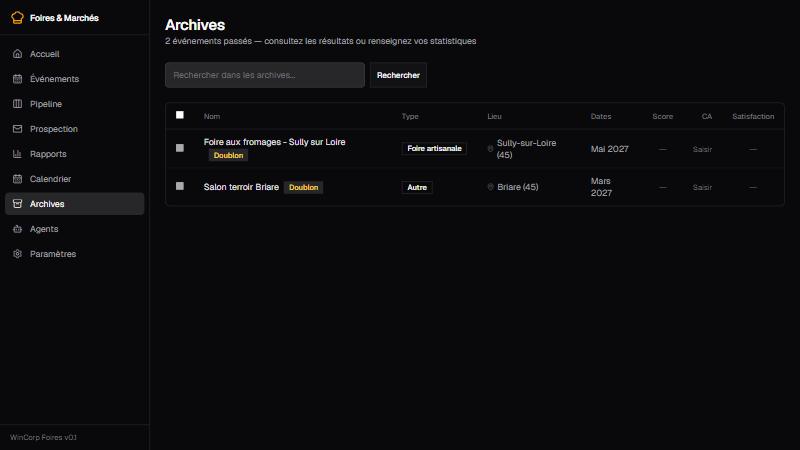 Foires & Marchés
Accueil
Événements
Pipeline
Prospection
Rapports
Calendrier
Archives
Agents
Paramètres
WinCorp Foires v0.1
Archives
2 événements passés — consultez les résultats ou renseignez vos statistiques
Rechercher dans les archives...
Rechercher
Nom Type Lieu Dates Score CA Satisfaction
Foire aux fromages - Sully sur Loire
Doublon
Foire artisanale
Sully-sur-Loire
(45)
Mai 2027
— Saisir —
Salon terroir Briare Doublon
Autre
Briare (45)
Mars
2027
— Saisir —